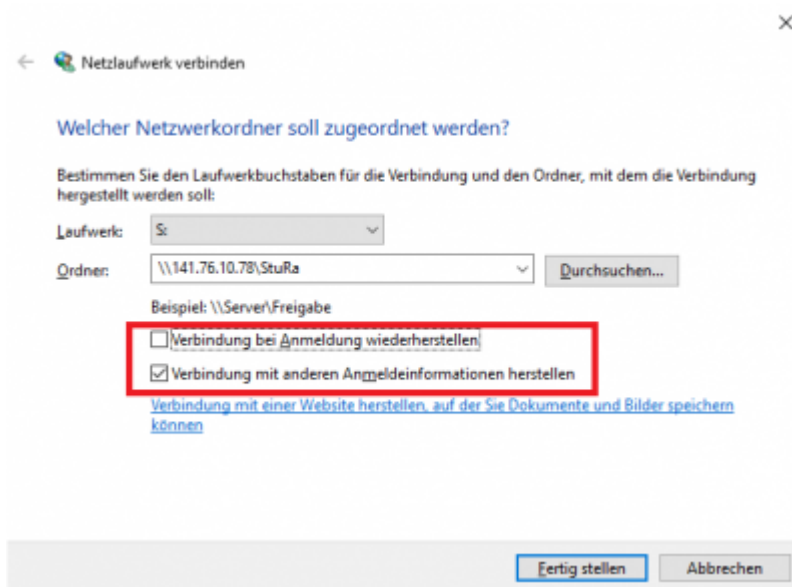 Netzlaufwerk verbinden
Welcher Netzwerkordner soll zugeordnet werden?
Bestimmen Sie den Laufwerkbuchstaben für die Verbindung und den Ordner, mit dem die Verbindung
hergestellt werden soll:
Laufwerk: S:
Ordner: \\141.76.10.78\StuRa Durchsuchen...
Beispiel: \\Server\Freigabe
Verbindung bei Anmeldung wiederherstellen
Verbindung mit anderen Anmeldeinformationen herstellen
Verbindung mit einer Website herstellen, auf der Sie Dokumente und Bilder speichern
können
Fertig stellen Abbrechen